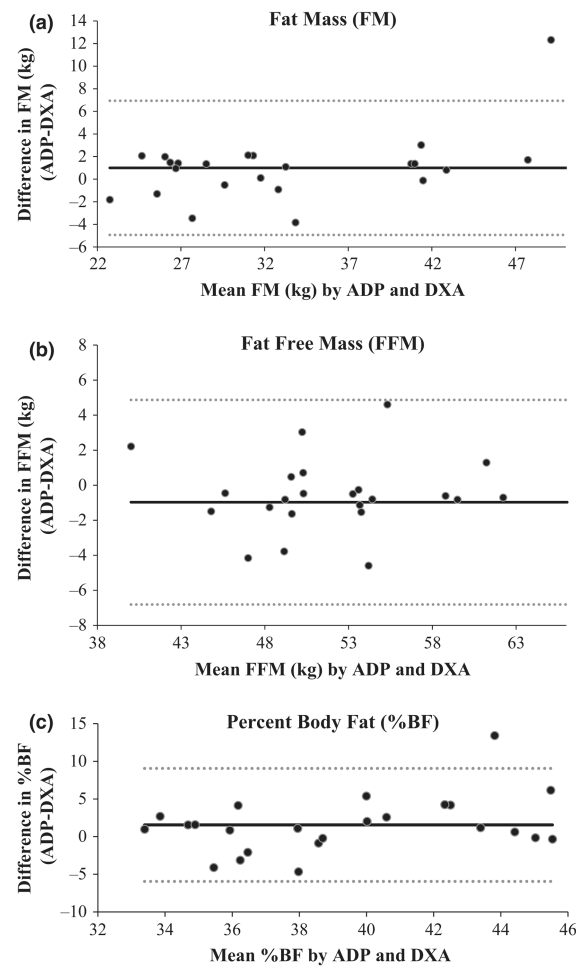 (a)
Fat Mass (FM)
Difference in FM (kg)
(ADP-DXA)
14
12
10
8
6
4
2
0
−2
−4
−6
22 27 32 37 42 47
Mean FM (kg) by ADP and DXA
(b)
Fat Free Mass (FFM)
Difference in FFM (kg)
(ADP-DXA)
8
6
4
2
0
−2
−4
−6
−8
38 43 48 53 58 63
Mean FFM (kg) by ADP and DXA
(c)
Percent Body Fat (%BF)
Difference in %BF
(ADP-DXA)
15
10
5
0
−5
−10
32 34 36 38 40 42 44 46
Mean %BF by ADP and DXA